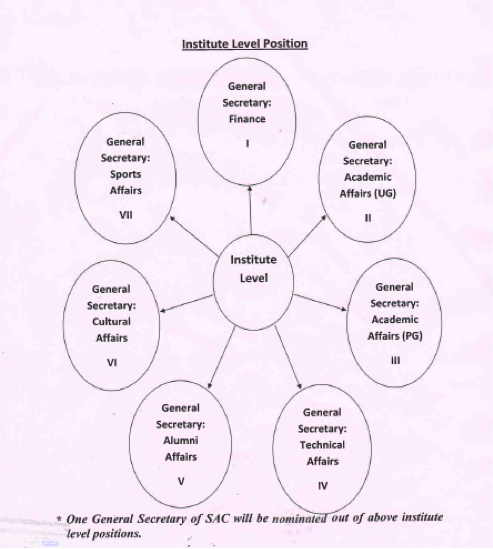 Institute Level Position
General
Secretary:
Finance
I
General
Secretary:
Academic
Affairs (UG)
II
General
Secretary:
Academic
Affairs (PG)
III
General
Secretary:
Technical
Affairs
IV
General
Secretary:
Alumni
Affairs
V
General
Secretary:
Cultural
Affairs
VI
General
Secretary:
Sports
Affairs
VII
Institute
Level
* One General Secretary of SAC will be nominated out of above institute
level positions.